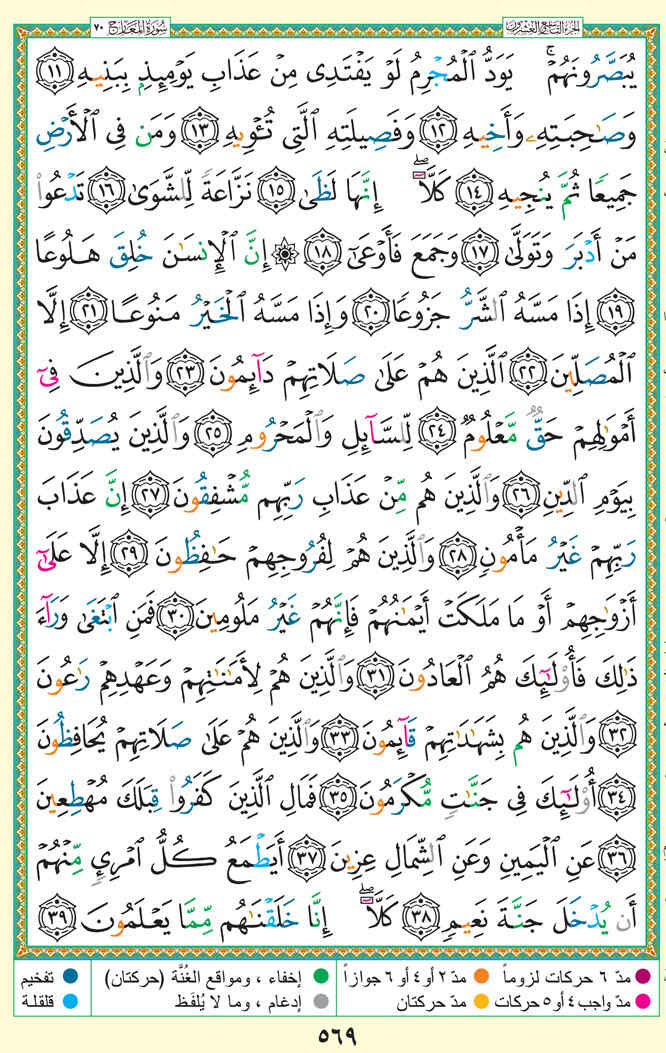 الجزء التاسع والعشرون سورة المعارج ٧٠
يُبَصَّرُونَهُمْ ۚ يَوَدُّ ٱلْمُجْرِمُ لَوْ يَفْتَدِى مِنْ عَذَابِ يَوْمِئِذٍۭ بِبَنِيهِ ﴿١١﴾
وَصَـٰحِبَتِهِۦ وَأَخِيهِ ﴿١٢﴾ وَفَصِيلَتِهِ ٱلَّتِى تُـْٔوِيهِ ﴿١٣﴾ وَمَن فِى ٱلْأَرْضِ
جَمِيعًا ثُمَّ يُنجِيهِ ﴿١٤﴾ كَلَّآ ۖ إِنَّهَا لَظَىٰ ﴿١٥﴾ نَزَّاعَةً لِّلشَّوَىٰ ﴿١٦﴾ تَدْعُوا۟
مَنْ أَدْبَرَ وَتَوَلَّىٰ ﴿١٧﴾ وَجَمَعَ فَأَوْعَىٰٓ ﴿١٨﴾ ۞ إِنَّ ٱلْإِنسَـٰنَ خُلِقَ هَلُوعًا
﴿١٩﴾ إِذَا مَسَّهُ ٱلشَّرُّ جَزُوعًا ﴿٢٠﴾ وَإِذَا مَسَّهُ ٱلْخَيْرُ مَنُوعًا ﴿٢١﴾ إِلَّا
ٱلْمُصَلِّينَ ﴿٢٢﴾ ٱلَّذِينَ هُمْ عَلَىٰ صَلَاتِهِمْ دَآئِمُونَ ﴿٢٣﴾ وَٱلَّذِينَ فِىٓ
أَمْوَٰلِهِمْ حَقٌّ مَّعْلُومٌ ﴿٢٤﴾ لِّلسَّآئِلِ وَٱلْمَحْرُومِ ﴿٢٥﴾ وَٱلَّذِينَ يُصَدِّقُونَ
بِيَوْمِ ٱلدِّينِ ﴿٢٦﴾ وَٱلَّذِينَ هُم مِّنْ عَذَابِ رَبِّهِم مُّشْفِقُونَ ﴿٢٧﴾ إِنَّ عَذَابَ
رَبِّهِمْ غَيْرُ مَأْمُونٍ ﴿٢٨﴾ وَٱلَّذِينَ هُمْ لِفُرُوجِهِمْ حَـٰفِظُونَ ﴿٢٩﴾ إِلَّا عَلَىٰٓ
أَزْوَٰجِهِمْ أَوْ مَا مَلَكَتْ أَيْمَـٰنُهُمْ فَإِنَّهُمْ غَيْرُ مَلُومِينَ ﴿٣٠﴾ فَمَنِ ٱبْتَغَىٰ وَرَآءَ
ذَٰلِكَ فَأُو۟لَـٰٓئِكَ هُمُ ٱلْعَادُونَ ﴿٣١﴾ وَٱلَّذِينَ هُمْ لِأَمَـٰنَـٰتِهِمْ وَعَهْدِهِمْ رَٰعُونَ
﴿٣٢﴾ وَٱلَّذِينَ هُم بِشَهَـٰدَٰتِهِمْ قَآئِمُونَ ﴿٣٣﴾ وَٱلَّذِينَ هُمْ عَلَىٰ صَلَاتِهِمْ يُحَافِظُونَ
﴿٣٤﴾ أُو۟لَـٰٓئِكَ فِى جَنَّـٰتٍ مُّكْرَمُونَ ﴿٣٥﴾ فَمَالِ ٱلَّذِينَ كَفَرُوا۟ قِبَلَكَ مُهْطِعِينَ
﴿٣٦﴾ عَنِ ٱلْيَمِينِ وَعَنِ ٱلشِّمَالِ عِزِينَ ﴿٣٧﴾ أَيَطْمَعُ كُلُّ ٱمْرِئٍ مِّنْهُمْ
أَن يُدْخَلَ جَنَّةَ نَعِيمٍ ﴿٣٨﴾ كَلَّآ ۖ إِنَّا خَلَقْنَـٰهُم مِّمَّا يَعْلَمُونَ ﴿٣٩﴾
مدّ ٦ حركات لزوماً مدّ ٢ أو ٤ أو ٦ جوازاً إخفاء ، ومواقع الغُنَّة (حركتان) تفخيم
مدّ واجب ٤ أو ٥ حركات مدّ حركتان إدغام ، وما لا يُلفَظ قلقلة
٥٦٩